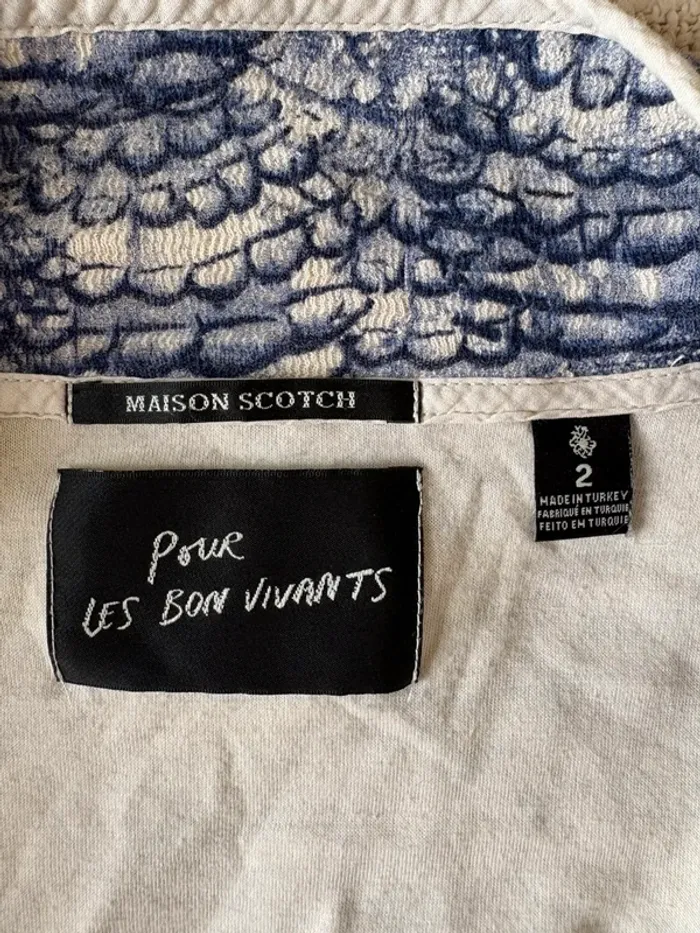 MAISON SCOTCH
POUR
LES BON VIVANTS
2
MADE IN TURKEY
FABRIQUÉ EN TURQUIE
FEITO EM TURQUIE